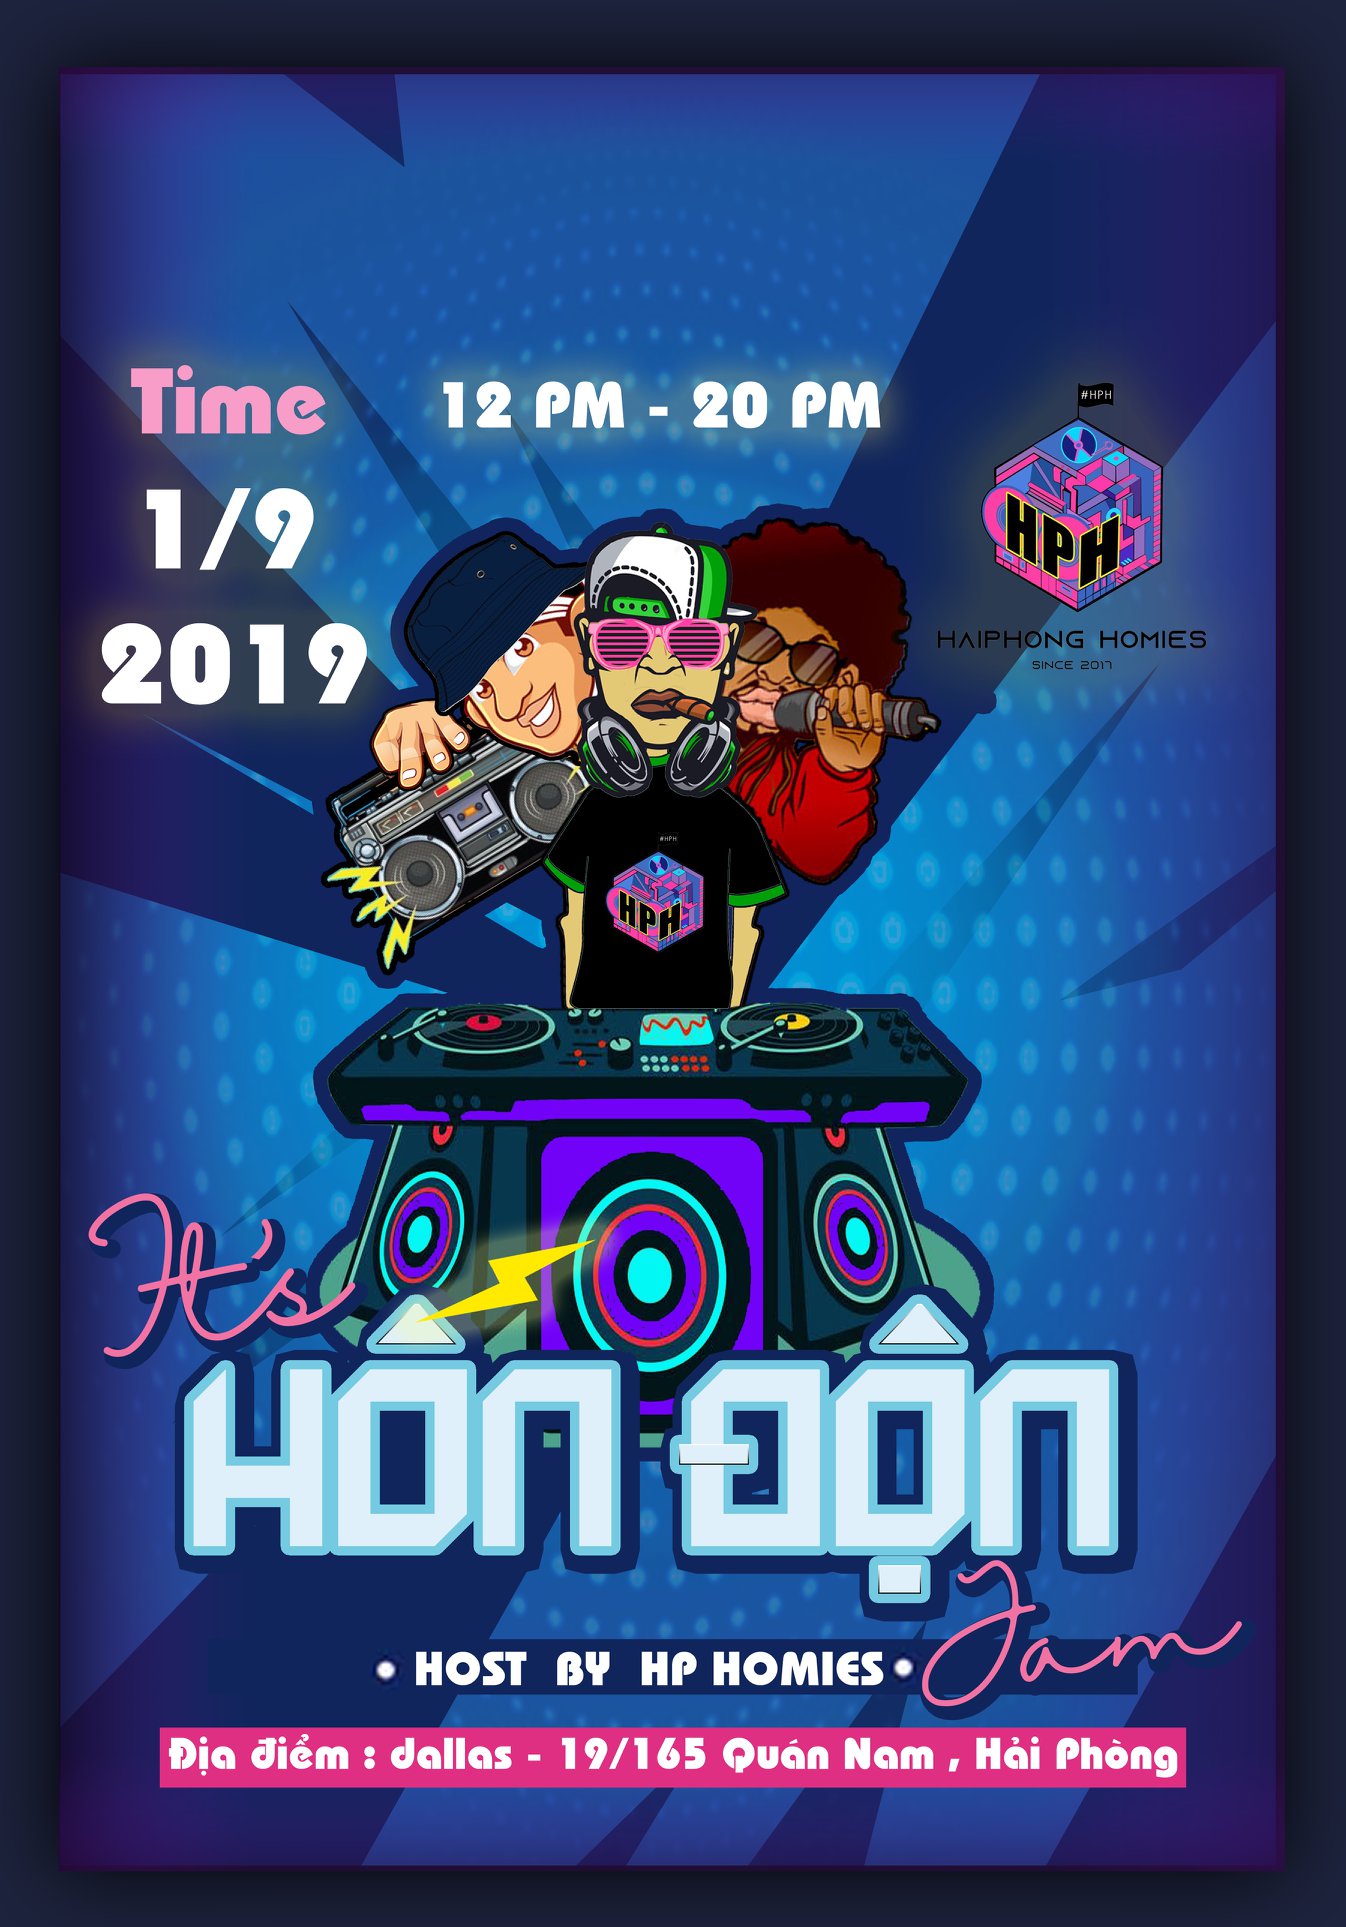 Time
12 PM - 20 PM
1/9
2019
#HPH
HPH
HAIPHONG HOMIES
SINCE 2017
#HPH
HPH
It's
HÔN ĐỘN
Jam
HOST BY HP HOMIES
Địa điểm : dallas - 19/165 Quán Nam , Hải Phòng